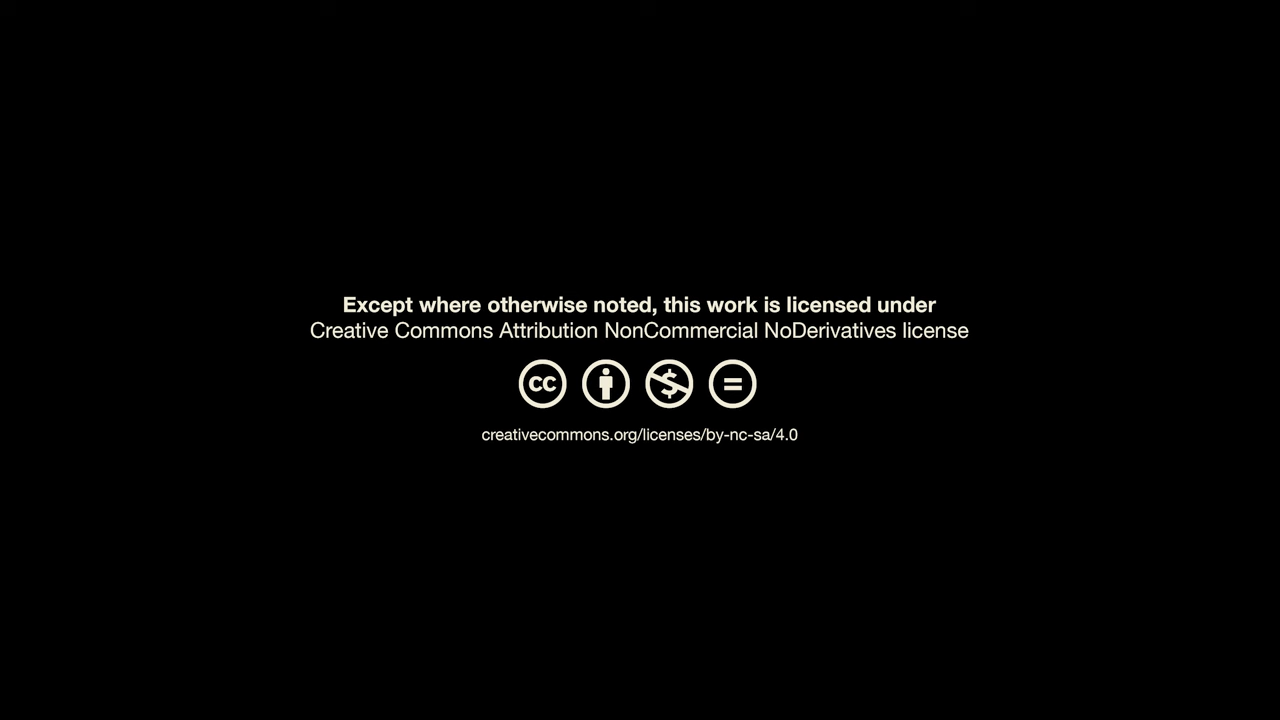 Except where otherwise noted, this work is licensed under
Creative Commons Attribution NonCommercial NoDerivatives license
cc $ =
creativecommons.org/licenses/by-nc-sa/4.0